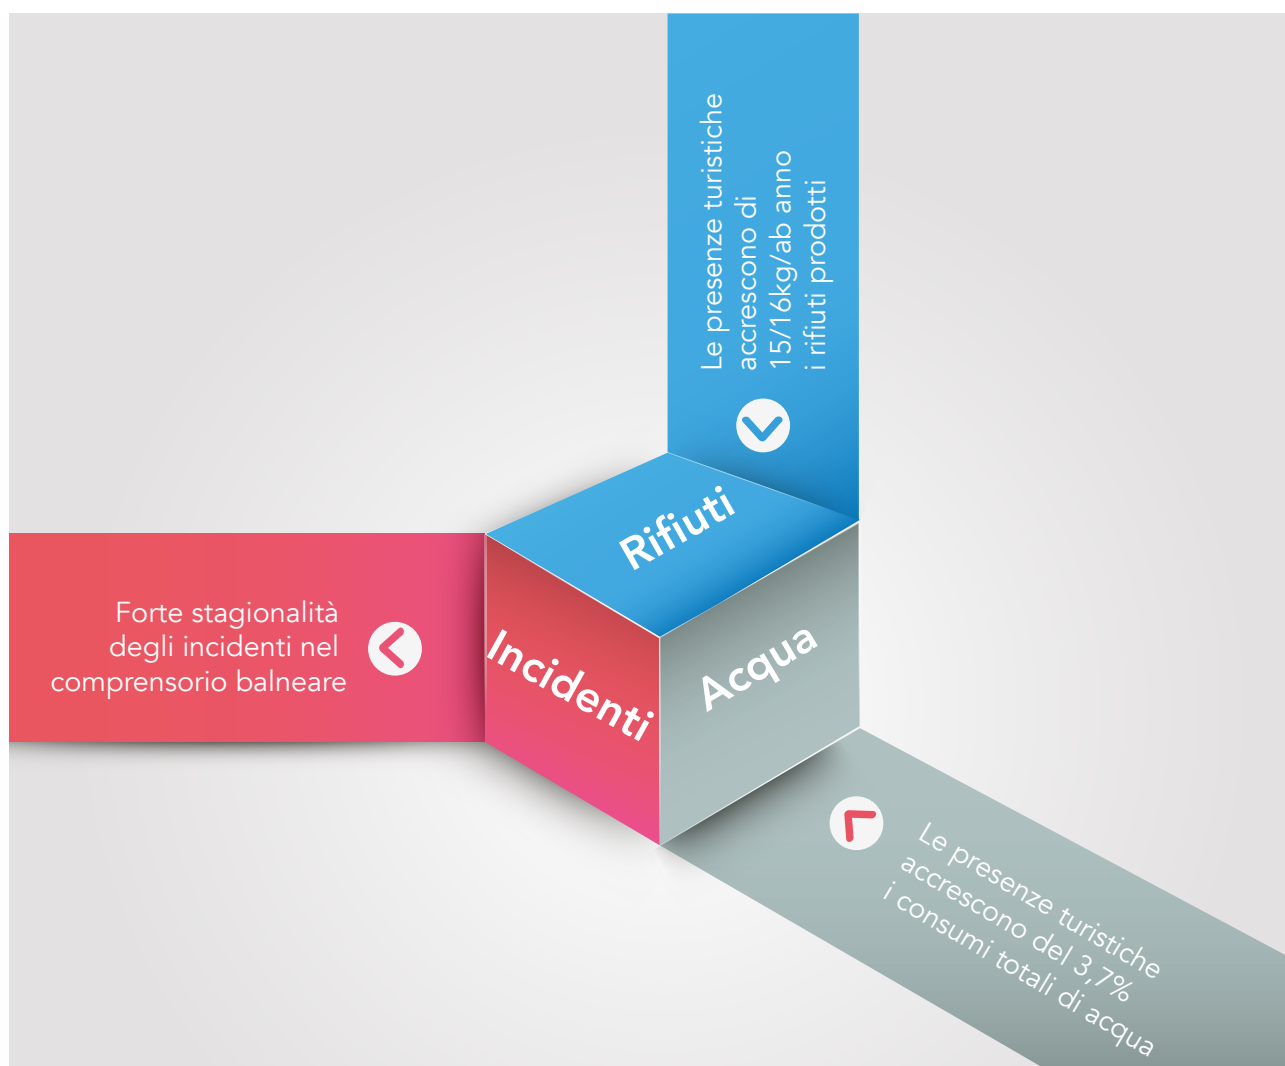 Le presenze turistiche
accrescono di
15/16kg/ab anno
i rifiuti prodotti
Rifiuti
Forte stagionalità
degli incidenti nel
comprensorio balneare
Incidenti
Acqua
Le presenze turistiche
accrescono del 3,7%
i consumi totali di acqua